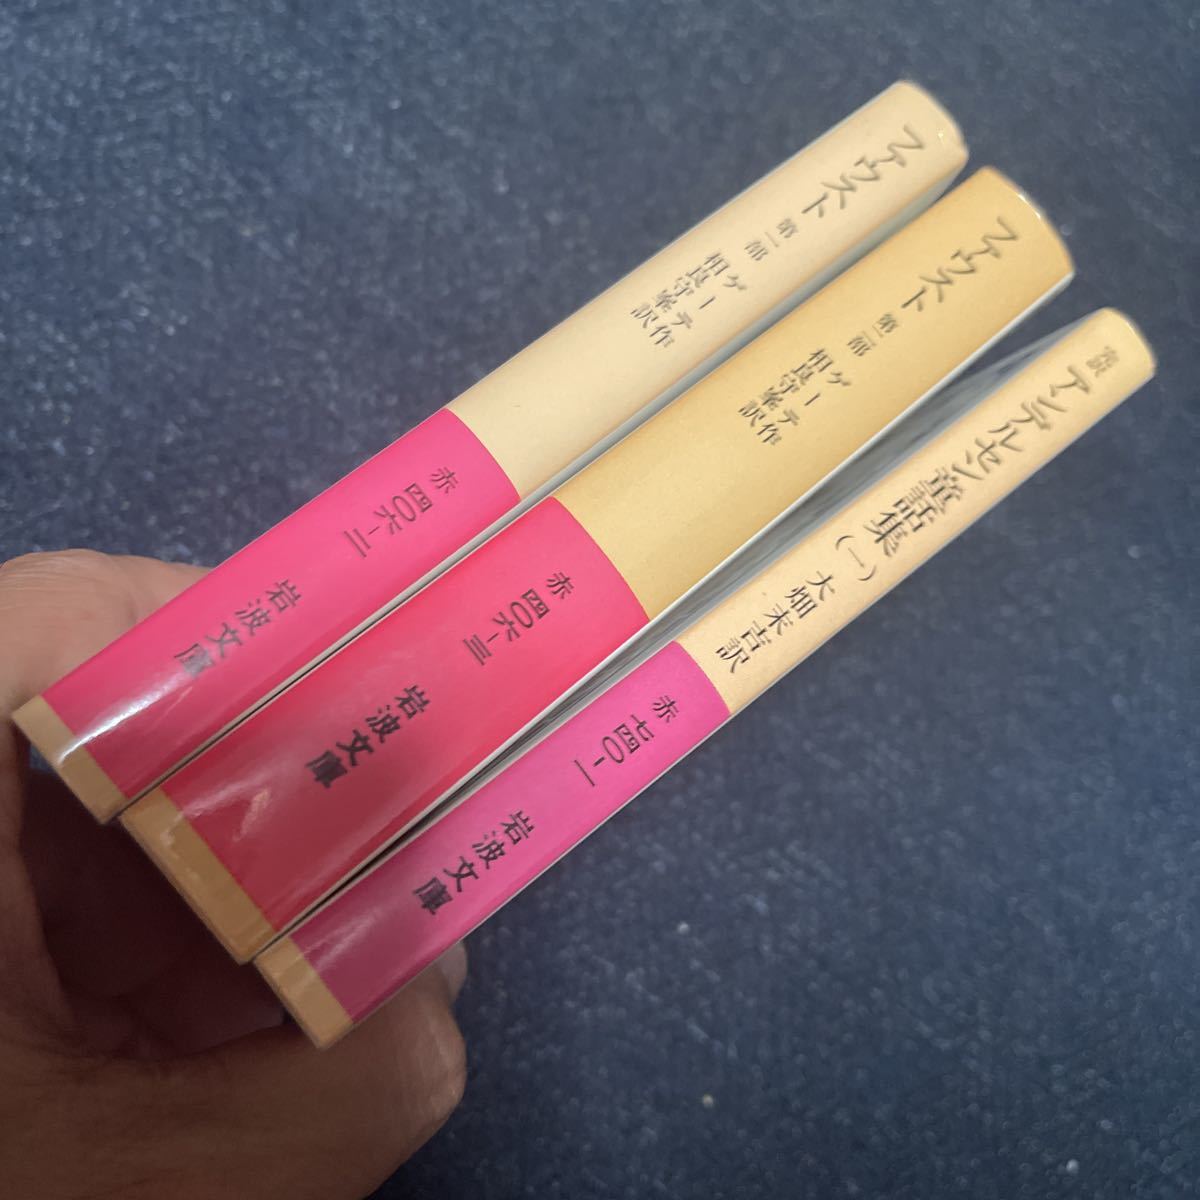 ファウスト 第一部
ゲーテ作
相良守峯訳
赤 四〇六-二
岩波文庫
ファウスト 第二部
ゲーテ作
相良守峯訳
赤 四〇六-三
岩波文庫
完訳 アンデルセン童話集(一) 大畑末吉訳
赤 七四〇-一
岩波文庫